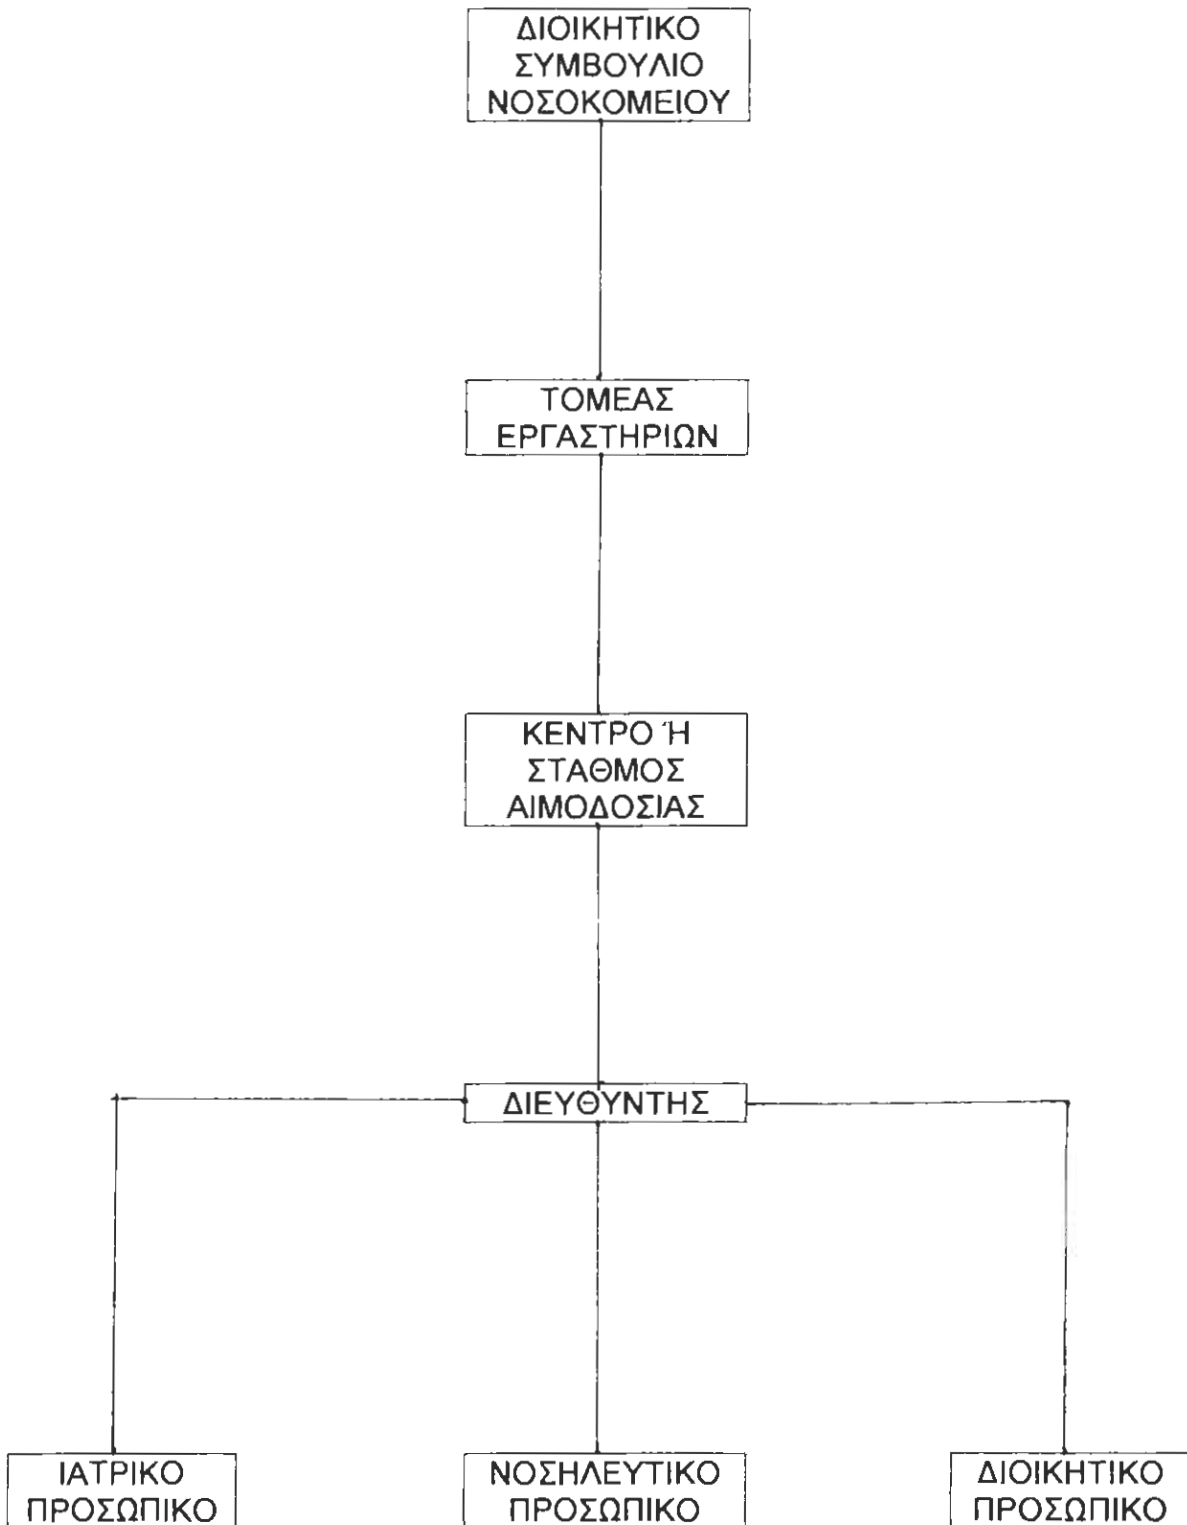 ΔΙΟΙΚΗΤΙΚΟ
ΣΥΜΒΟΥΛΙΟ
ΝΟΣΟΚΟΜΕΙΟΥ
ΤΟΜΕΑΣ
ΕΡΓΑΣΤΗΡΙΩΝ
ΚΕΝΤΡΟ Ή
ΣΤΑΘΜΟΣ
ΑΙΜΟΔΟΣΙΑΣ
ΔΙΕΥΘΥΝΤΗΣ
ΙΑΤΡΙΚΟ
ΠΡΟΣΩΠΙΚΟ
ΝΟΣΗΛΕΥΤΙΚΟ
ΠΡΟΣΩΠΙΚΟ
ΔΙΟΙΚΗΤΙΚΟ
ΠΡΟΣΩΠΙΚΟ